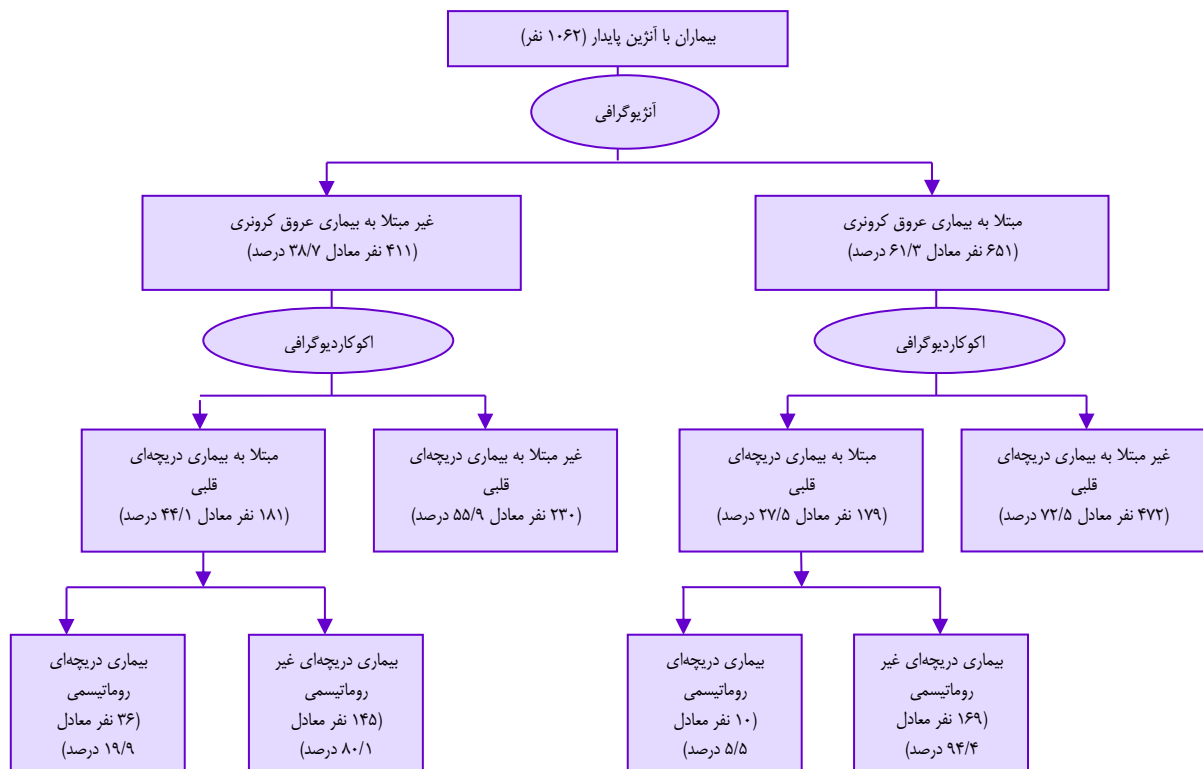 بیماران با آنژین پایدار (۱۰۶۲ نفر)
آنژیوگرافی
مبتلا به بیماری عروق کرونری
(۶۵۱ نفر معادل ۶۱/۳ درصد)
غیر مبتلا به بیماری عروق کرونری
(۴۱۱ نفر معادل ۳۸/۷ درصد)
اکوکاردیوگرافی
اکوکاردیوگرافی
غیر مبتلا به بیماری دریچه‌ای
قلبی
(۴۷۲ نفر معادل ۷۲/۵ درصد)
مبتلا به بیماری دریچه‌ای
قلبی
(۱۷۹ نفر معادل ۲۷/۵ درصد)
غیر مبتلا به بیماری دریچه‌ای
قلبی
(۲۳۰ نفر معادل ۵۵/۹ درصد)
مبتلا به بیماری دریچه‌ای
قلبی
(۱۸۱ نفر معادل ۴۴/۱ درصد)
بیماری دریچه‌ای غیر
روماتیسمی
(۱۶۹ نفر معادل
۹۴/۴ درصد)
بیماری دریچه‌ای
روماتیسمی
(۱۰ نفر معادل
۵/۵ درصد)
بیماری دریچه‌ای غیر
روماتیسمی
(۱۴۵ نفر معادل
۸۰/۱ درصد)
بیماری دریچه‌ای
روماتیسمی
(۳۶ نفر معادل
۱۹/۹ درصد)